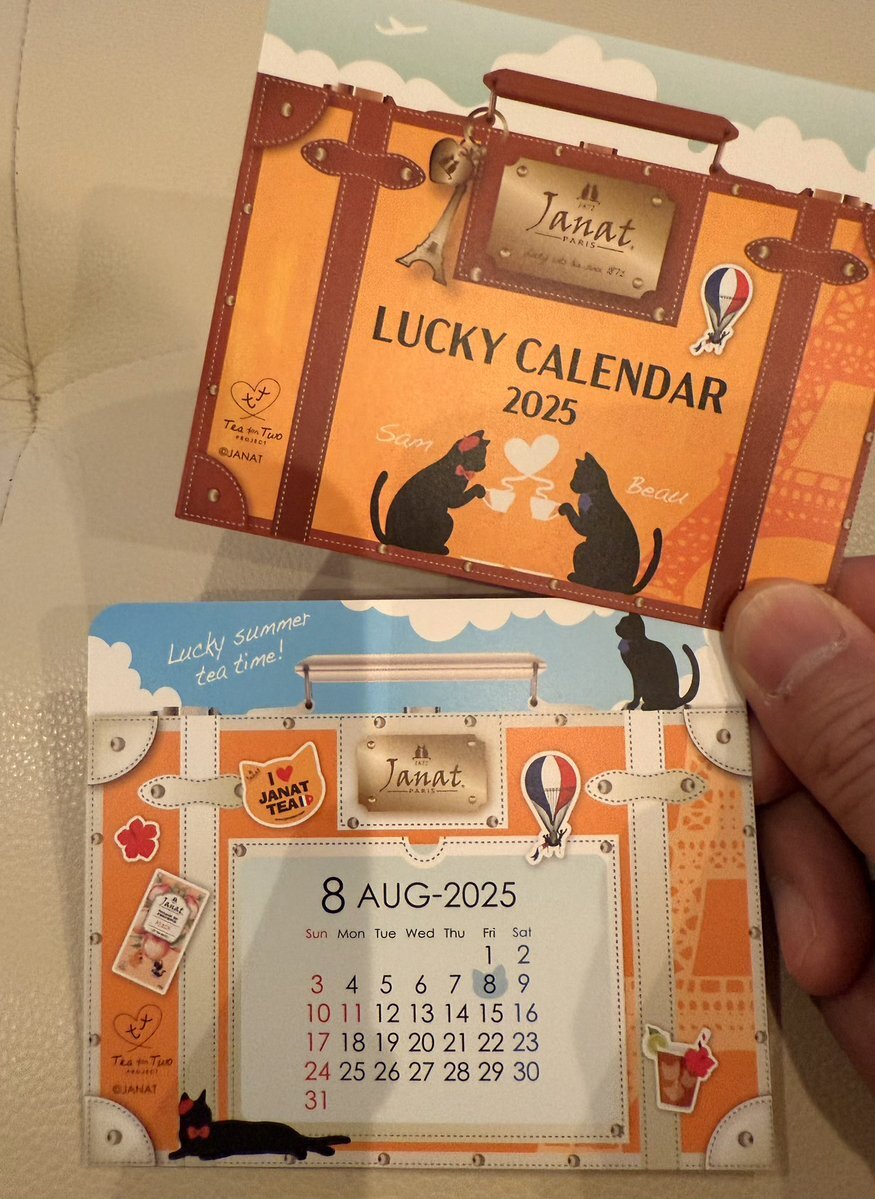 1872
Janat
PARIS
LUCKY CALENDAR
2025
Sam
Beau
Tea for Two
PROJECT
©JANAT
Lucky summer
tea time!
I ♥
JANAT
TEA
1872
Janat
PARIS
Janat
8 AUG-2025
Sun Mon Tue Wed Thu Fri Sat
1 2
3 4 5 6 7 8 9
10 11 12 13 14 15 16
17 18 19 20 21 22 23
24 25 26 27 28 29 30
31
Tea for Two
PROJECT
©JANAT